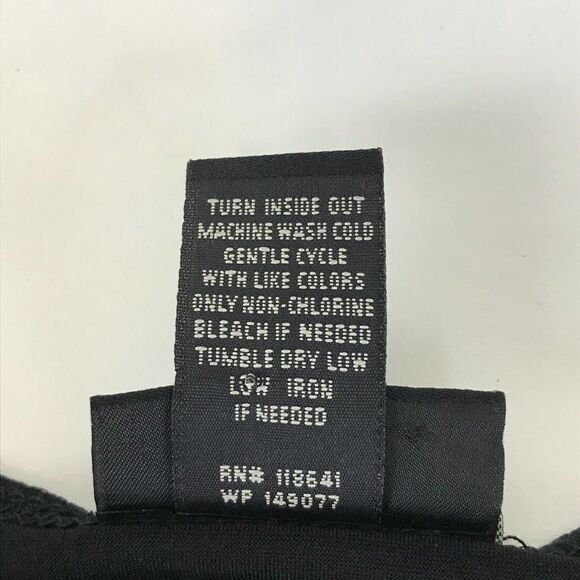 TURN INSIDE OUT
MACHINE WASH COLD
GENTLE CYCLE
WITH LIKE COLORS
ONLY NON-CHLORINE
BLEACH IF NEEDED
TUMBLE DRY LOW
LOW IRON
IF NEEDED
RN# 118641
WP 149077